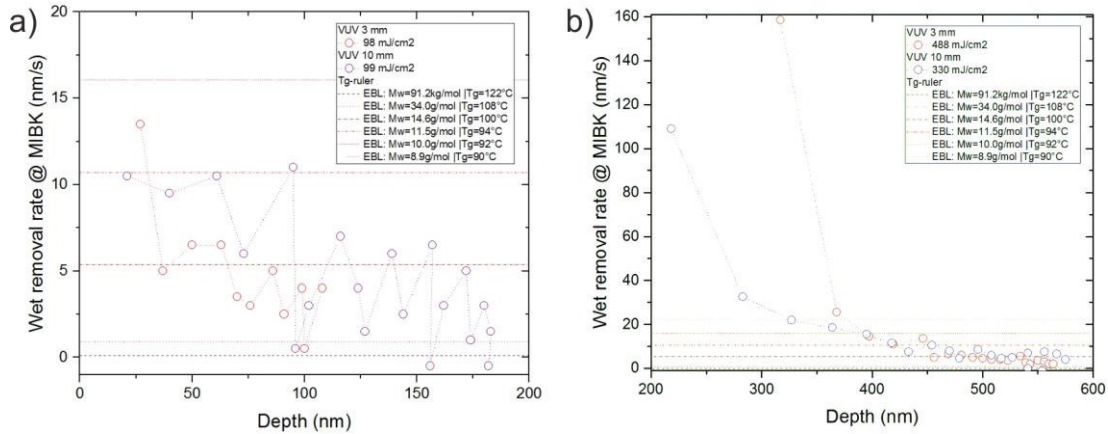 a)
Wet removal rate @ MIBK (nm/s)
20
15
10
5
0
0
50
100
150
200
Depth (nm)
VUV 3 mm
98 mJ/cm2
VUV 10 mm
99 mJ/cm2
Tg-ruler
EBL: Mw=91.2kg/mol |Tg=122°C
EBL: Mw=34.0g/mol |Tg=108°C
EBL: Mw=14.6g/mol |Tg=100°C
EBL: Mw=11.5g/mol |Tg=94°C
EBL: Mw=10.0g/mol |Tg=92°C
EBL: Mw=8.9g/mol |Tg=90°C
b)
Wet removal rate @ MIBK (nm/s)
160
140
120
100
80
60
40
20
0
200
300
400
500
600
Depth (nm)
VUV 3 mm
488 mJ/cm2
VUV 10 mm
330 mJ/cm2
Tg-ruler
EBL: Mw=91.2kg/mol |Tg=122°C
EBL: Mw=34.0g/mol |Tg=108°C
EBL: Mw=14.6g/mol |Tg=100°C
EBL: Mw=11.5g/mol |Tg=94°C
EBL: Mw=10.0g/mol |Tg=92°C
EBL: Mw=8.9g/mol |Tg=90°C